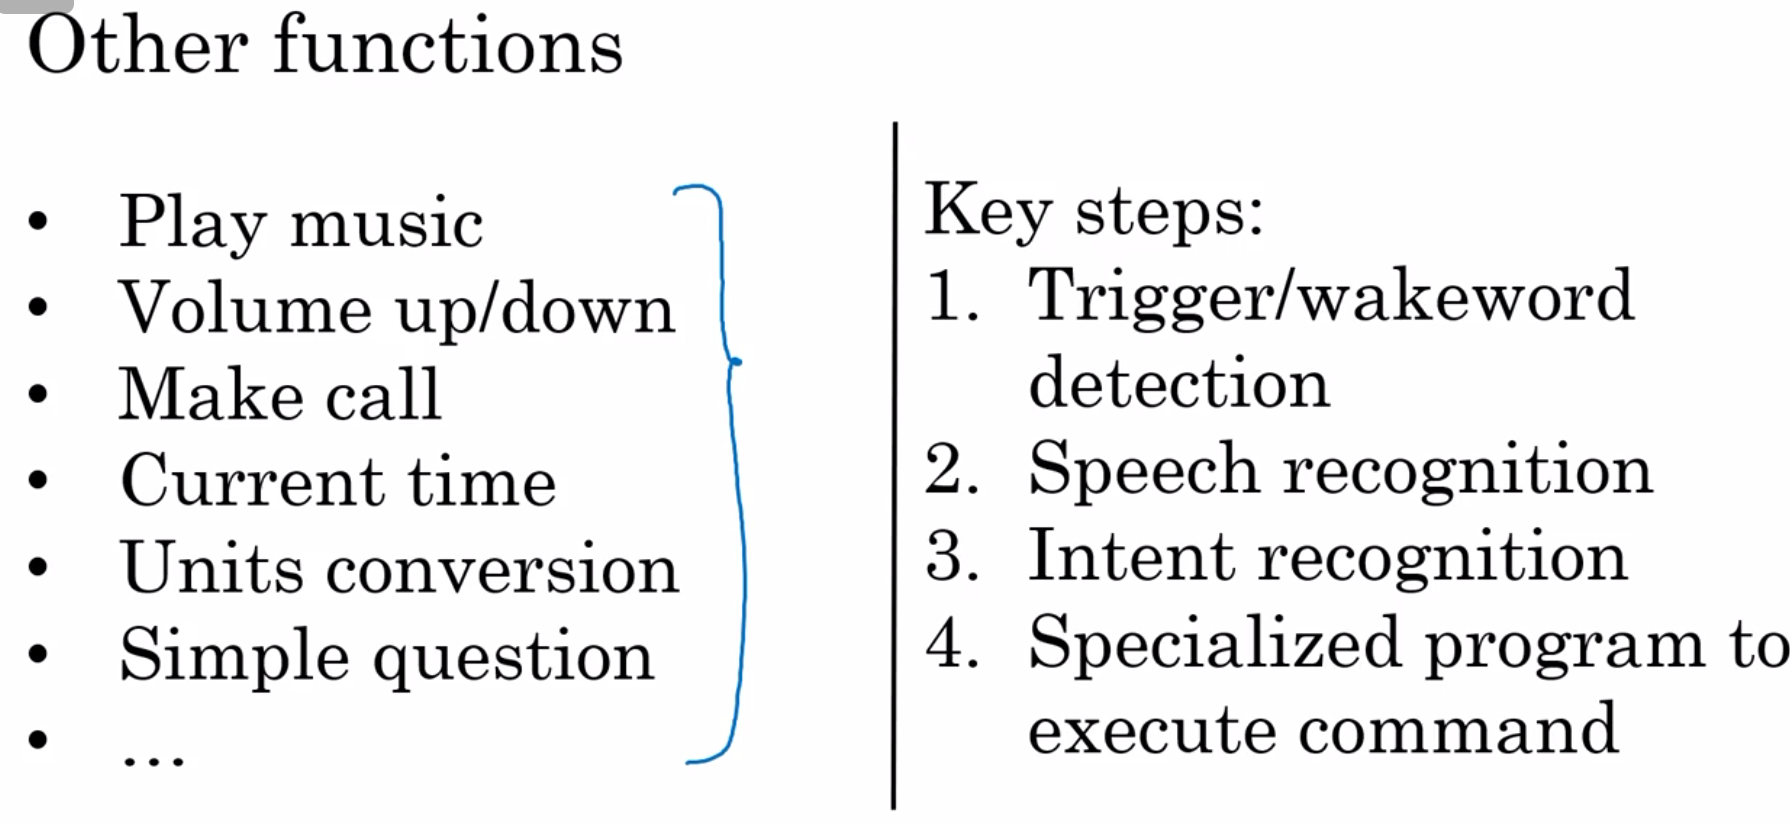 Other functions
• Play music
• Volume up/down
• Make call
• Current time
• Units conversion
• Simple question
• ...
Key steps:
1. Trigger/wakeword
detection
2. Speech recognition
3. Intent recognition
4. Specialized program to
execute command